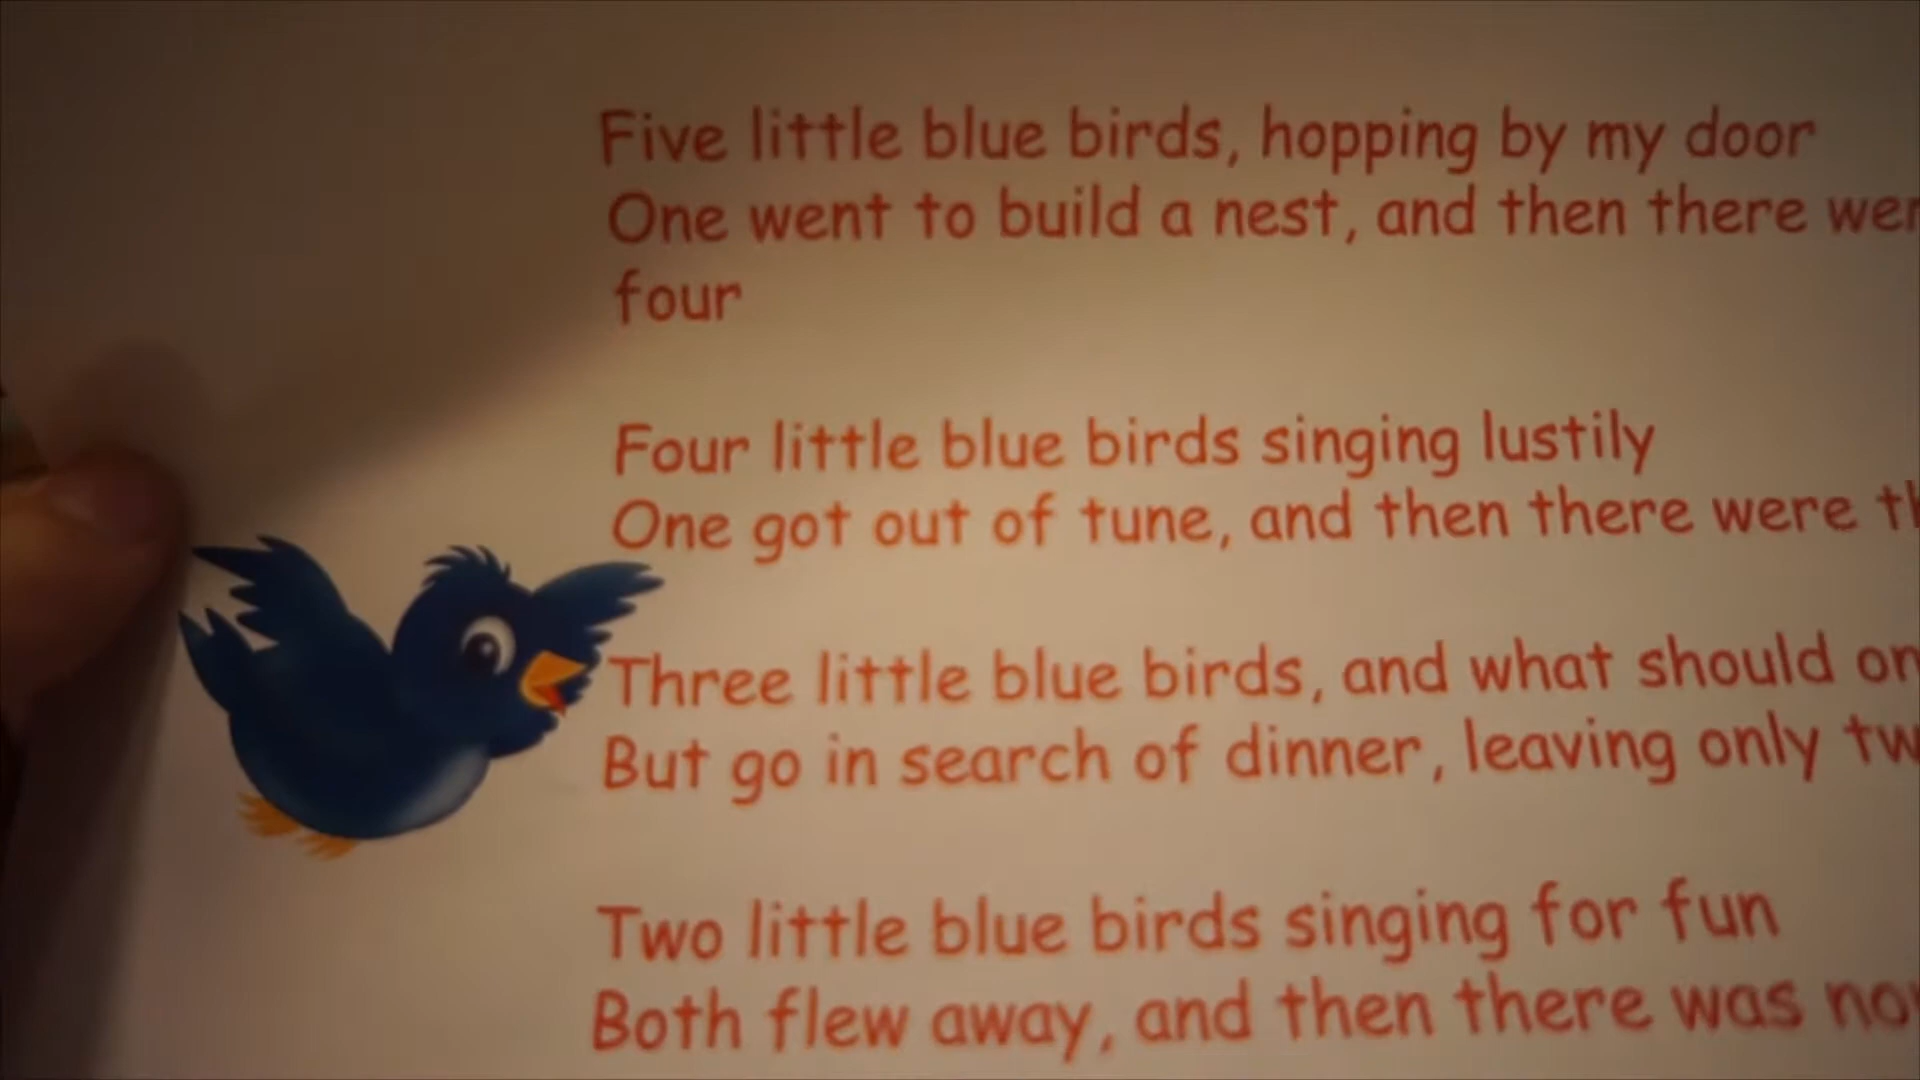 Five little blue birds, hopping by my door
One went to build a nest, and then there wer
four
Four little blue birds singing lustily
One got out of tune, and then there were th
Three little blue birds, and what should on
But go in search of dinner, leaving only tw
Two little blue birds singing for fun
Both flew away, and then there was no